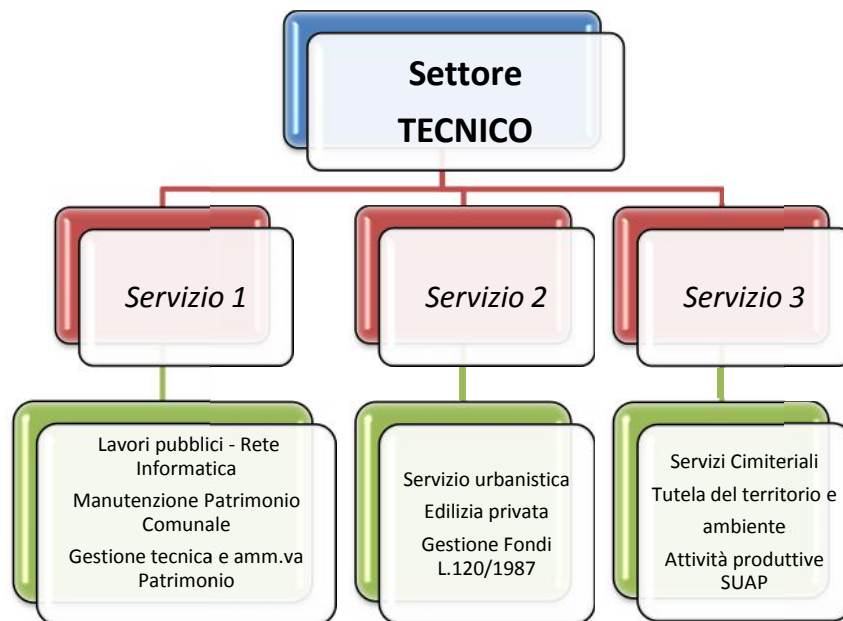 Settore
TECNICO
Servizio 1
Servizio 2
Servizio 3
Lavori pubblici - Rete
Informatica
Manutenzione Patrimonio
Comunale
Gestione tecnica e amm.va
Patrimonio
Servizio urbanistica
Edilizia privata
Gestione Fondi
L.120/1987
Servizi Cimiteriali
Tutela del territorio e
ambiente
Attività produttive
SUAP